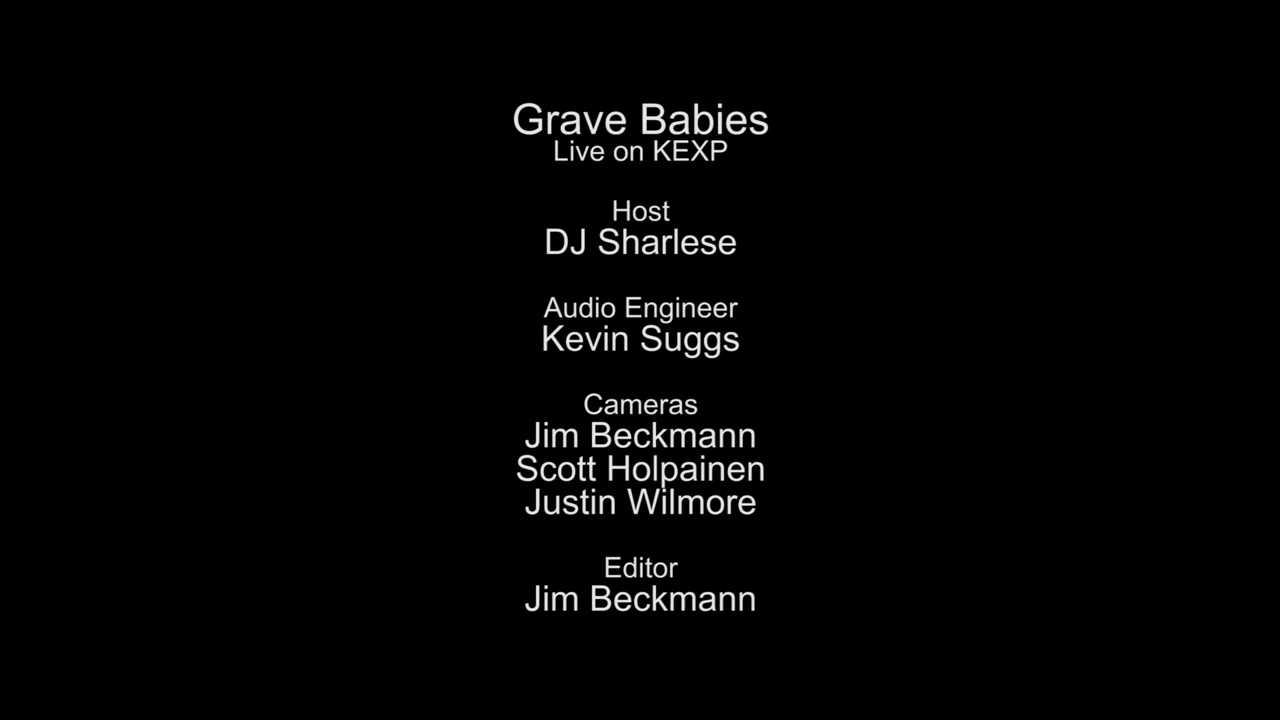 Grave Babies
Live on KEXP
Host
DJ Sharlese
Audio Engineer
Kevin Suggs
Cameras
Jim Beckmann
Scott Holpainen
Justin Wilmore
Editor
Jim Beckmann